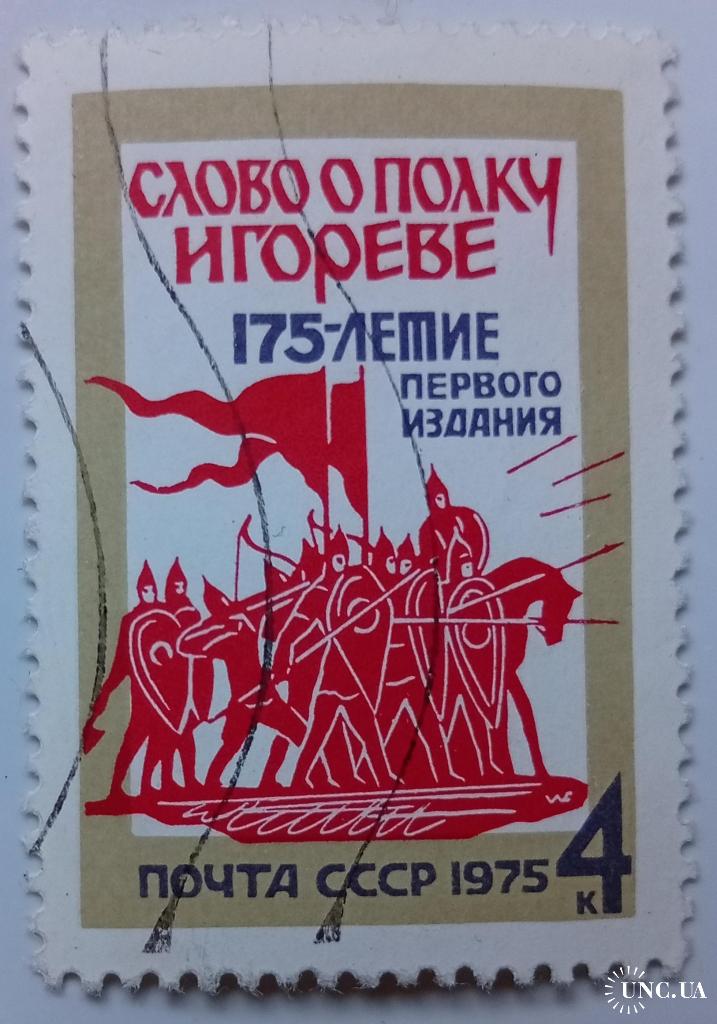 СЛОВО О ПОЛКУ
ИГОРЕВЕ
175-ЛЕТИЕ
ПЕРВОГО
ИЗДАНИЯ
ПОЧТА СССР 1975 4
К
UNC.UA